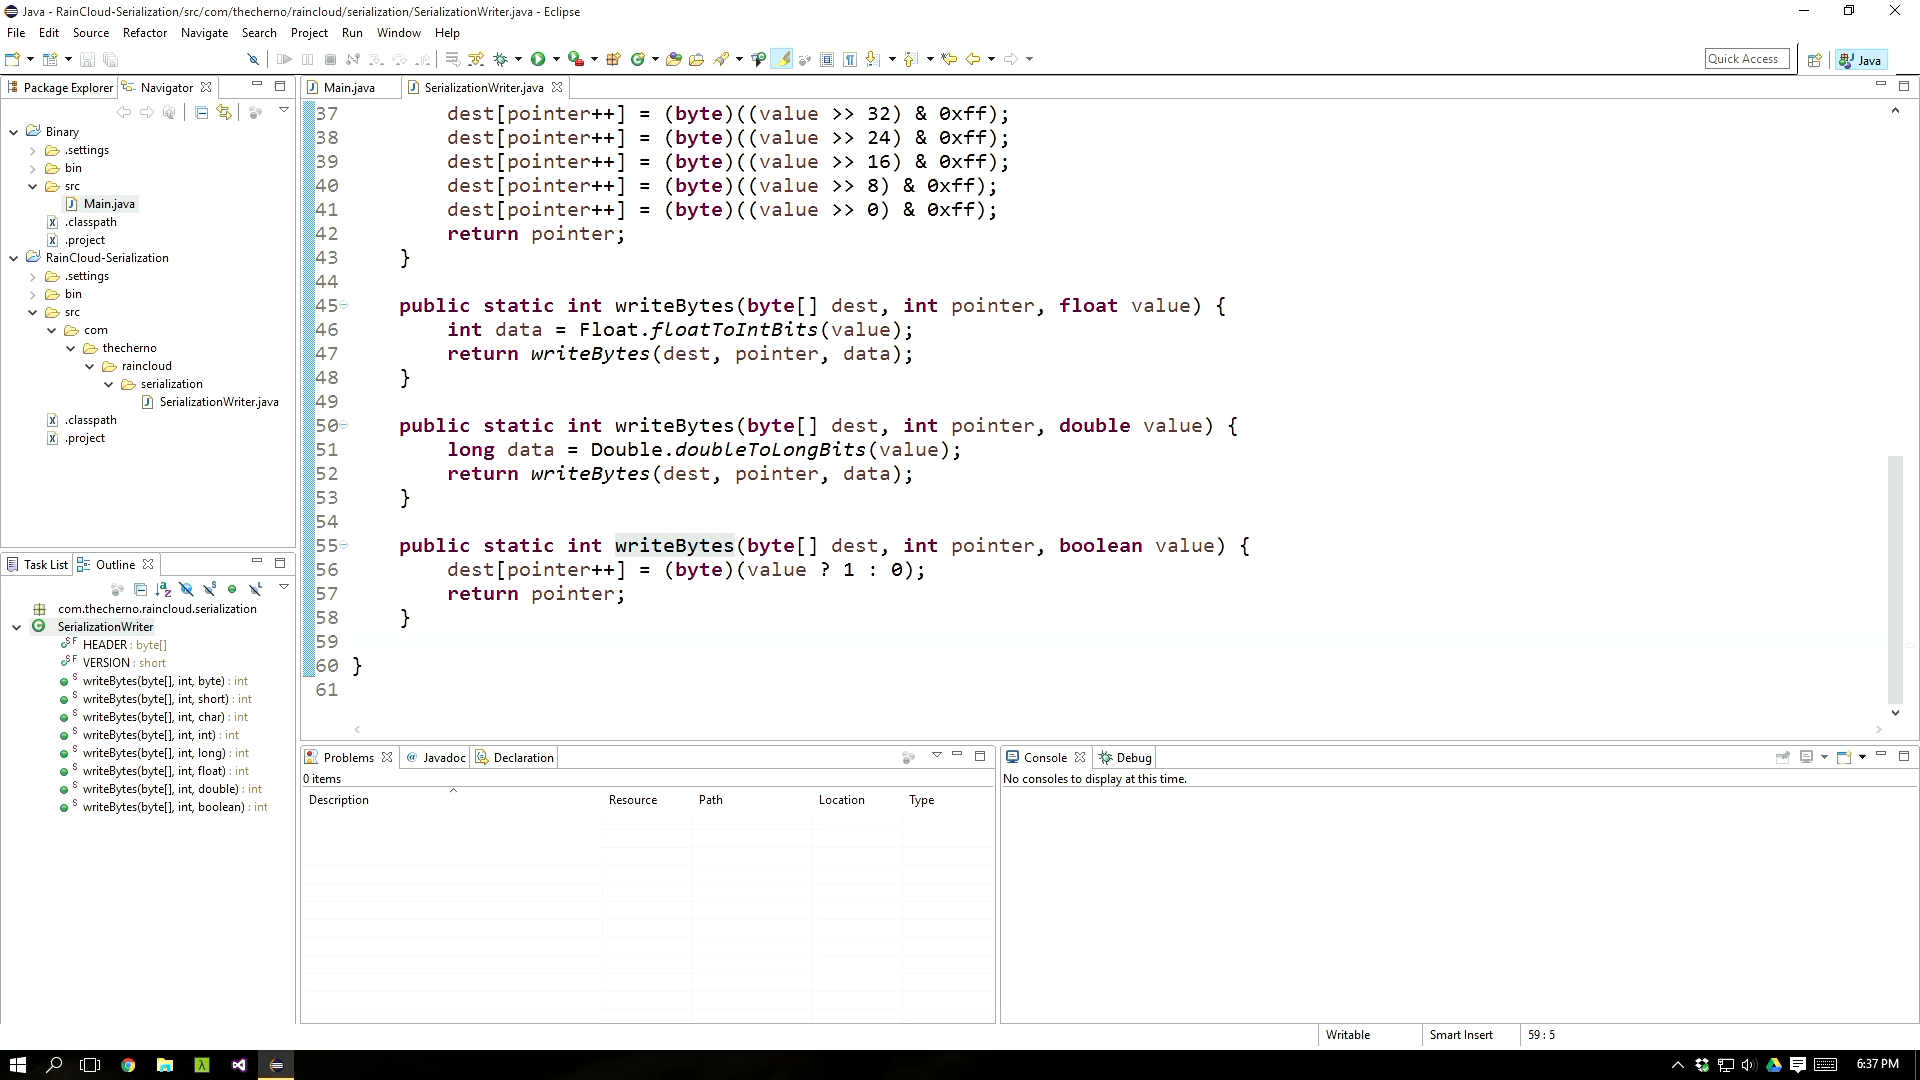 Java - RainCloud-Serialization/src/com/thecherno/raincloud/serialization/SerializationWriter.java - Eclipse
File Edit Source Refactor Navigate Search Project Run Window Help
Quick Access
Java
Package Explorer Navigator
Binary
.settings
bin
src
Main.java
.classpath
.project
RainCloud-Serialization
.settings
bin
src
com
thecherno
raincloud
serialization
SerializationWriter.java
.classpath
.project
Task List Outline
com.thecherno.raincloud.serialization
SerializationWriter
HEADER : byte[]
VERSION : short
writeBytes(byte[], int, byte) : int
writeBytes(byte[], int, short) : int
writeBytes(byte[], int, char) : int
writeBytes(byte[], int, int) : int
writeBytes(byte[], int, long) : int
writeBytes(byte[], int, float) : int
writeBytes(byte[], int, double) : int
writeBytes(byte[], int, boolean) : int
Main.java SerializationWriter.java
37 dest[pointer++] = (byte)((value >> 32) & 0xff);
38 dest[pointer++] = (byte)((value >> 24) & 0xff);
39 dest[pointer++] = (byte)((value >> 16) & 0xff);
40 dest[pointer++] = (byte)((value >> 8) & 0xff);
41 dest[pointer++] = (byte)((value >> 0) & 0xff);
42 return pointer;
43 }
44
45 public static int writeBytes(byte[] dest, int pointer, float value) {
46 int data = Float.floatToIntBits(value);
47 return writeBytes(dest, pointer, data);
48 }
49
50 public static int writeBytes(byte[] dest, int pointer, double value) {
51 long data = Double.doubleToLongBits(value);
52 return writeBytes(dest, pointer, data);
53 }
54
55 public static int writeBytes(byte[] dest, int pointer, boolean value) {
56 dest[pointer++] = (byte)(value ? 1 : 0);
57 return pointer;
58 }
59
60 }
61
Problems Javadoc Declaration
0 items
Description Resource Path Location Type
Console Debug
No consoles to display at this time.
Writable Smart Insert 59 : 5
6:37 PM